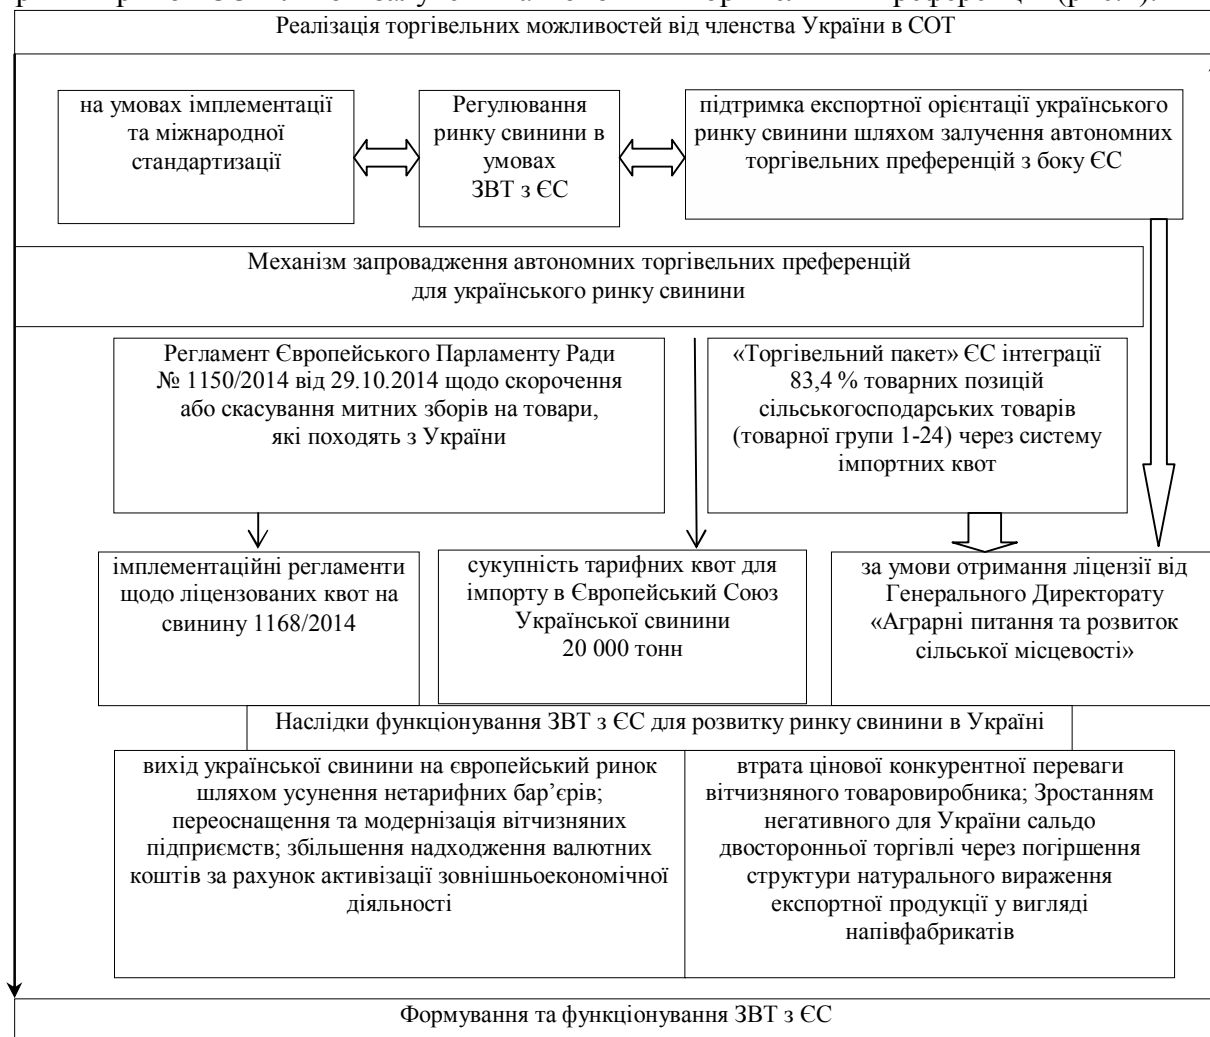 Реалізація торгівельних можливостей від членства України в СОТ
на умовах імплементації
та міжнародної
стандартизації
Регулювання
ринку свинини в
умовах
ЗВТ з ЄС
підтримка експортної орієнтації українського
ринку свинини шляхом залучення автономних
торгівельних преференцій з боку ЄС
Механізм запровадження автономних торгівельних преференцій
для українського ринку свинини
Регламент Європейського Парламенту Ради
№ 1150/2014 від 29.10.2014 щодо скорочення
або скасування митних зборів на товари,
які походять з України
«Торгівельний пакет» ЄС інтеграції
83,4 % товарних позицій
сільськогосподарських товарів
(товарної групи 1-24) через систему
імпортних квот
імплементаційні регламенти
щодо ліцензованих квот на
свинину 1168/2014
сукупність тарифних квот для
імпорту в Європейський Союз
Української свинини
20 000 тонн
за умови отримання ліцензії від
Генерального Директорату
«Аграрні питання та розвиток
сільської місцевості»
Наслідки функціонування ЗВТ з ЄС для розвитку ринку свинини в Україні
вихід української свинини на європейський ринок
шляхом усунення нетарифних бар’єрів;
переоснащення та модернізація вітчизняних
підприємств; збільшення надходження валютних
коштів за рахунок активізації зовнішньоекономічної
діяльності
втрата цінової конкурентної переваги
вітчизняного товаровиробника; Зростанням
негативного для України сальдо
двосторонньої торгівлі через погіршення
структури натурального вираження
експортної продукції у вигляді
напівфабрикатів
Формування та функціонування ЗВТ з ЄС